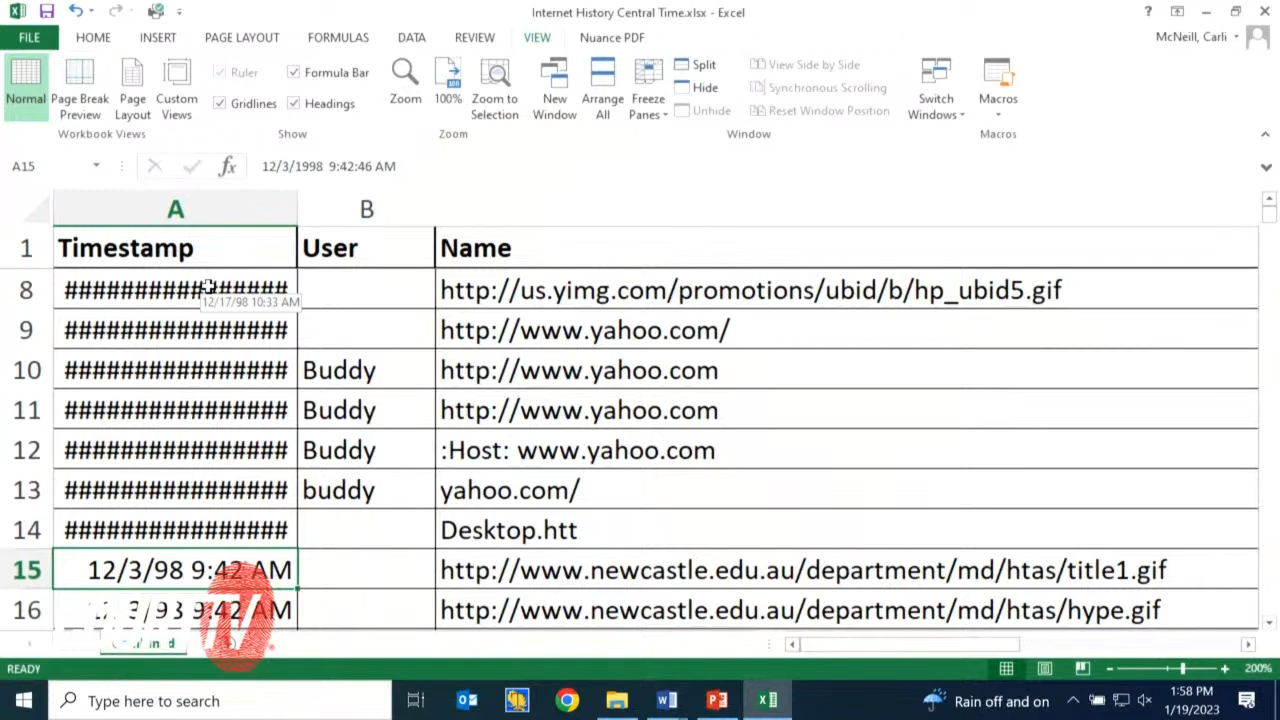 Internet History Central Time.xlsx - Excel
FILE HOME INSERT PAGE LAYOUT FORMULAS DATA REVIEW VIEW Nuance PDF McNeill, Carli
Normal Page Break Preview Page Layout Custom Views
Ruler Formula Bar
Gridlines Headings
Zoom 100% Zoom to Selection
New Window Arrange All Freeze Panes
Split
Hide
Unhide
View Side by Side
Synchronous Scrolling
Reset Window Position
Switch Windows Macros
Workbook Views Show Zoom Window Macros
A15 fx 12/3/1998 9:42:46 AM
A B
1 Timestamp User Name
8 ################ http://us.yimg.com/promotions/ubid/b/hp_ubid5.gif
12/17/98 10:33 AM
9 ################ http://www.yahoo.com/
10 ################ Buddy http://www.yahoo.com
11 ################ Buddy http://www.yahoo.com
12 ################ Buddy :Host: www.yahoo.com
13 ################ buddy yahoo.com/
14 ################ Desktop.htt
15 12/3/98 9:42 AM http://www.newcastle.edu.au/department/md/htas/title1.gif
16 12/3/98 9:42 AM http://www.newcastle.edu.au/department/md/htas/hype.gif
TV
READY 200%
Type here to search Rain off and on 1:58 PM
1/19/2023